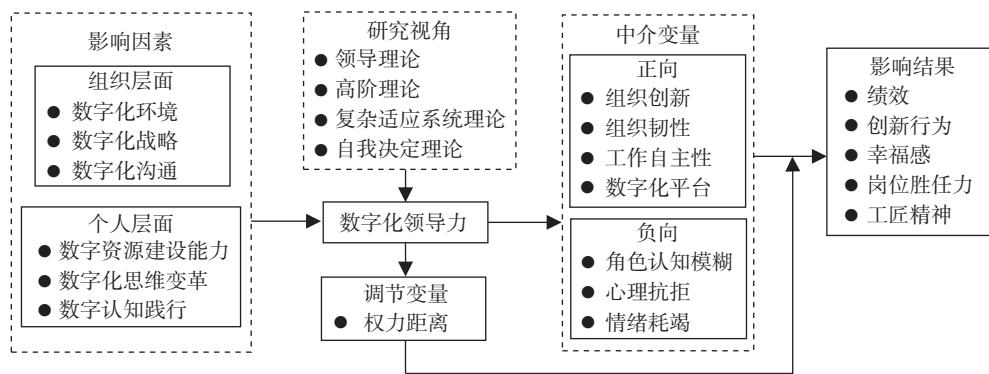 影响因素
组织层面
● 数字化环境
● 数字化战略
● 数字化沟通
个人层面
● 数字资源建设能力
● 数字化思维变革
● 数字认知践行
研究视角
● 领导理论
● 高阶理论
● 复杂适应系统理论
● 自我决定理论
数字化领导力
调节变量
● 权力距离
中介变量
正向
● 组织创新
● 组织韧性
● 工作自主性
● 数字化平台
负向
● 角色认知模糊
● 心理抗拒
● 情绪耗竭
影响结果
● 绩效
● 创新行为
● 幸福感
● 岗位胜任力
● 工匠精神